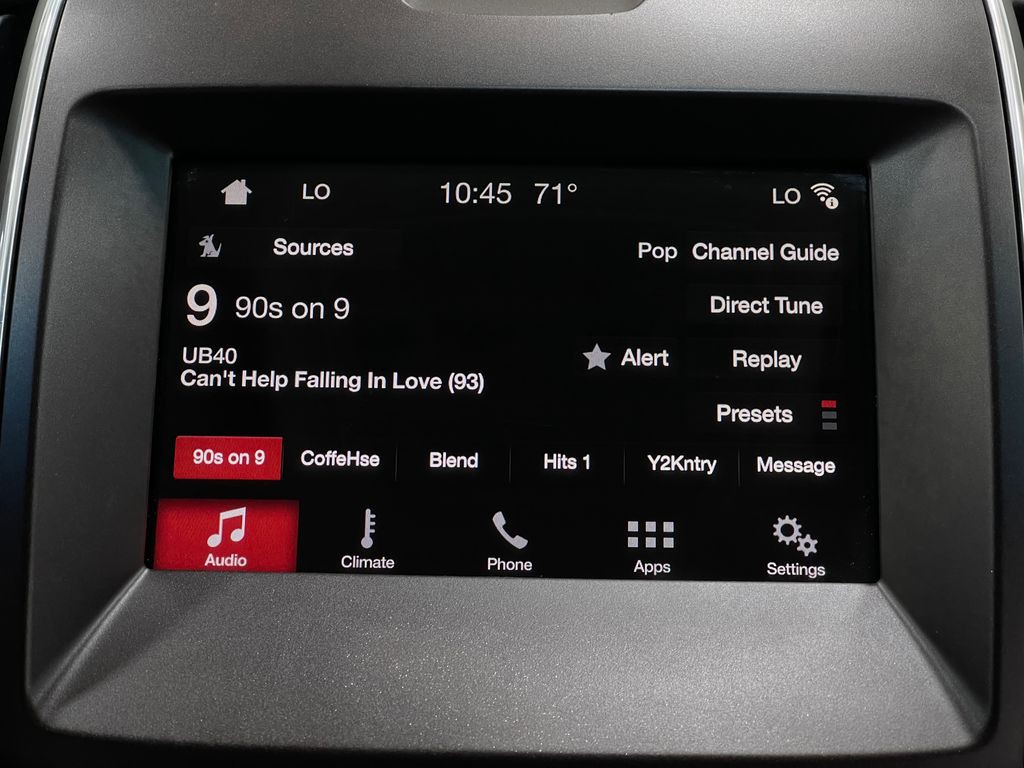 LO 10:45 71° LO
Sources Pop Channel Guide
9 90s on 9 Direct Tune
UB40
Can't Help Falling In Love (93)
Alert Replay
Presets
90s on 9 CoffeHse Blend Hits 1 Y2Kntry Message
Audio Climate Phone Apps Settings